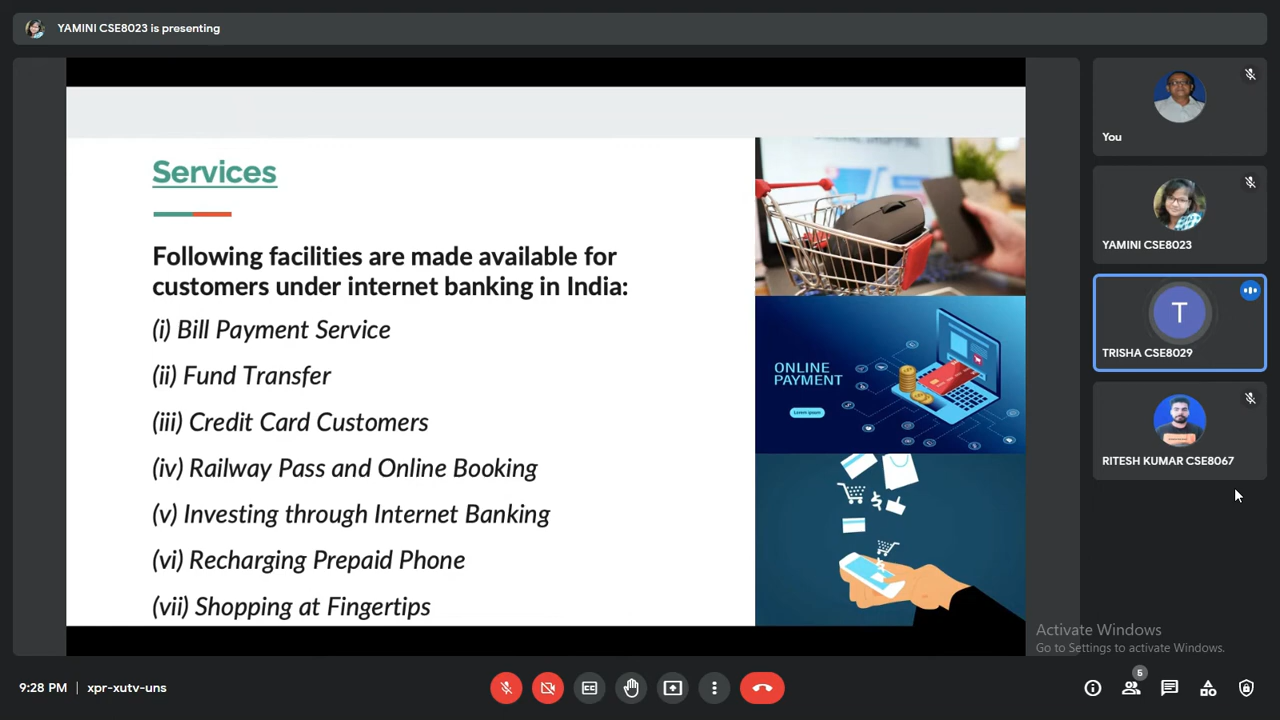 YAMINI CSE8023 is presenting
Services
Following facilities are made available for
customers under internet banking in India:
(i) Bill Payment Service
(ii) Fund Transfer
(iii) Credit Card Customers
(iv) Railway Pass and Online Booking
(v) Investing through Internet Banking
(vi) Recharging Prepaid Phone
(vii) Shopping at Fingertips
ONLINE
PAYMENT
Lorem ipsum
You
YAMINI CSE8023
T
TRISHA CSE8029
RITESH KUMAR CSE8067
Activate Windows
Go to Settings to activate Windows.
9:28 PM | xpr-xutv-uns
CC
5